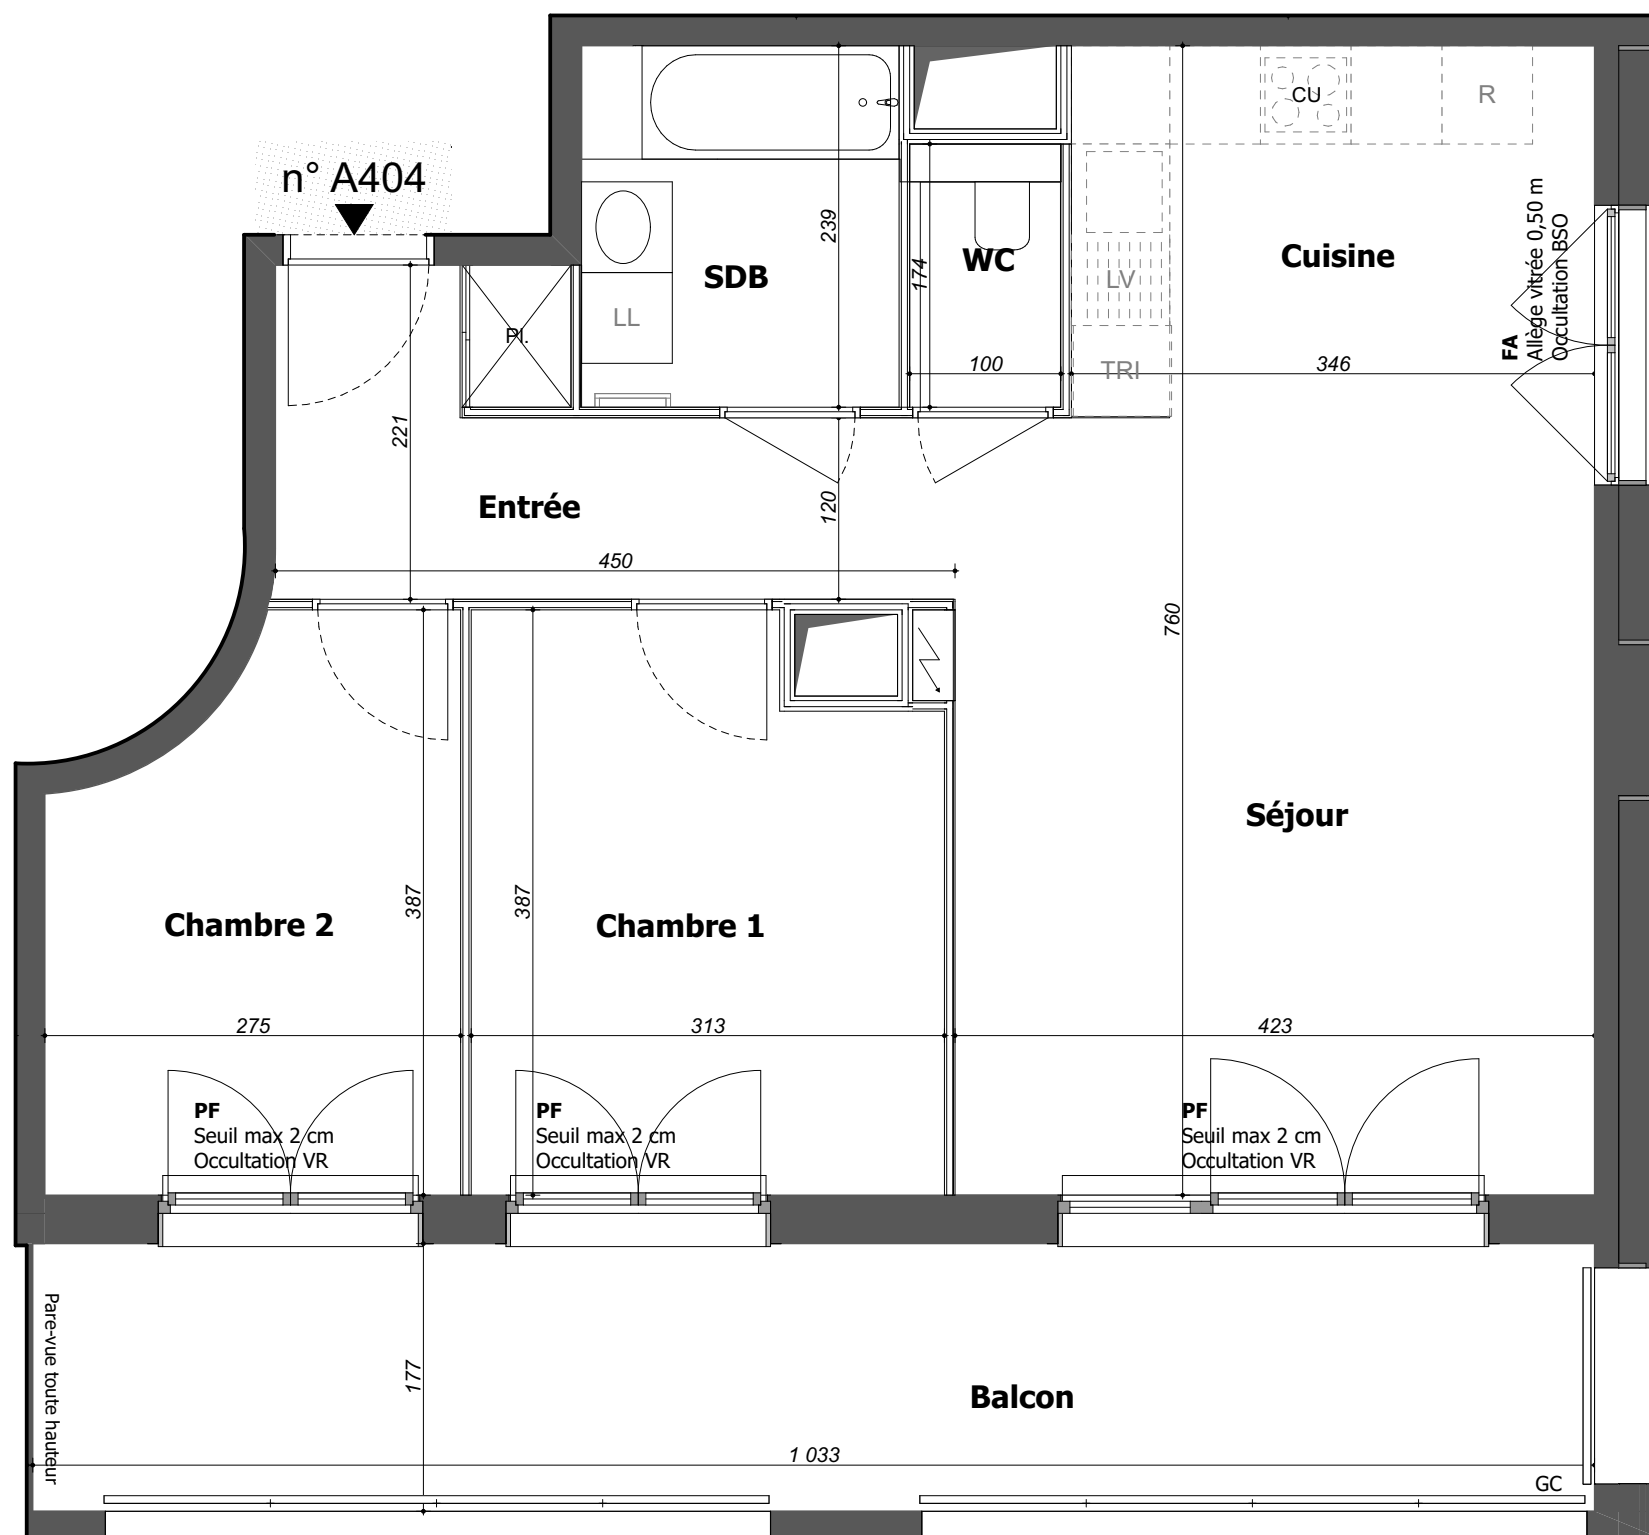 n° A404
CU
R
239
SDB
WC
Cuisine
174
LV
LL
Pl.
100
346
TRI
FA
Allège vitrée 0,50 m
Occultation BSO
221
Entrée
120
450
760
Séjour
387
387
Chambre 2
Chambre 1
275
313
423
PF
Seuil max 2 cm
Occultation VR
PF
Seuil max 2 cm
Occultation VR
PF
Seuil max 2 cm
Occultation VR
Pare-vue toute hauteur
177
Balcon
1 033
GC